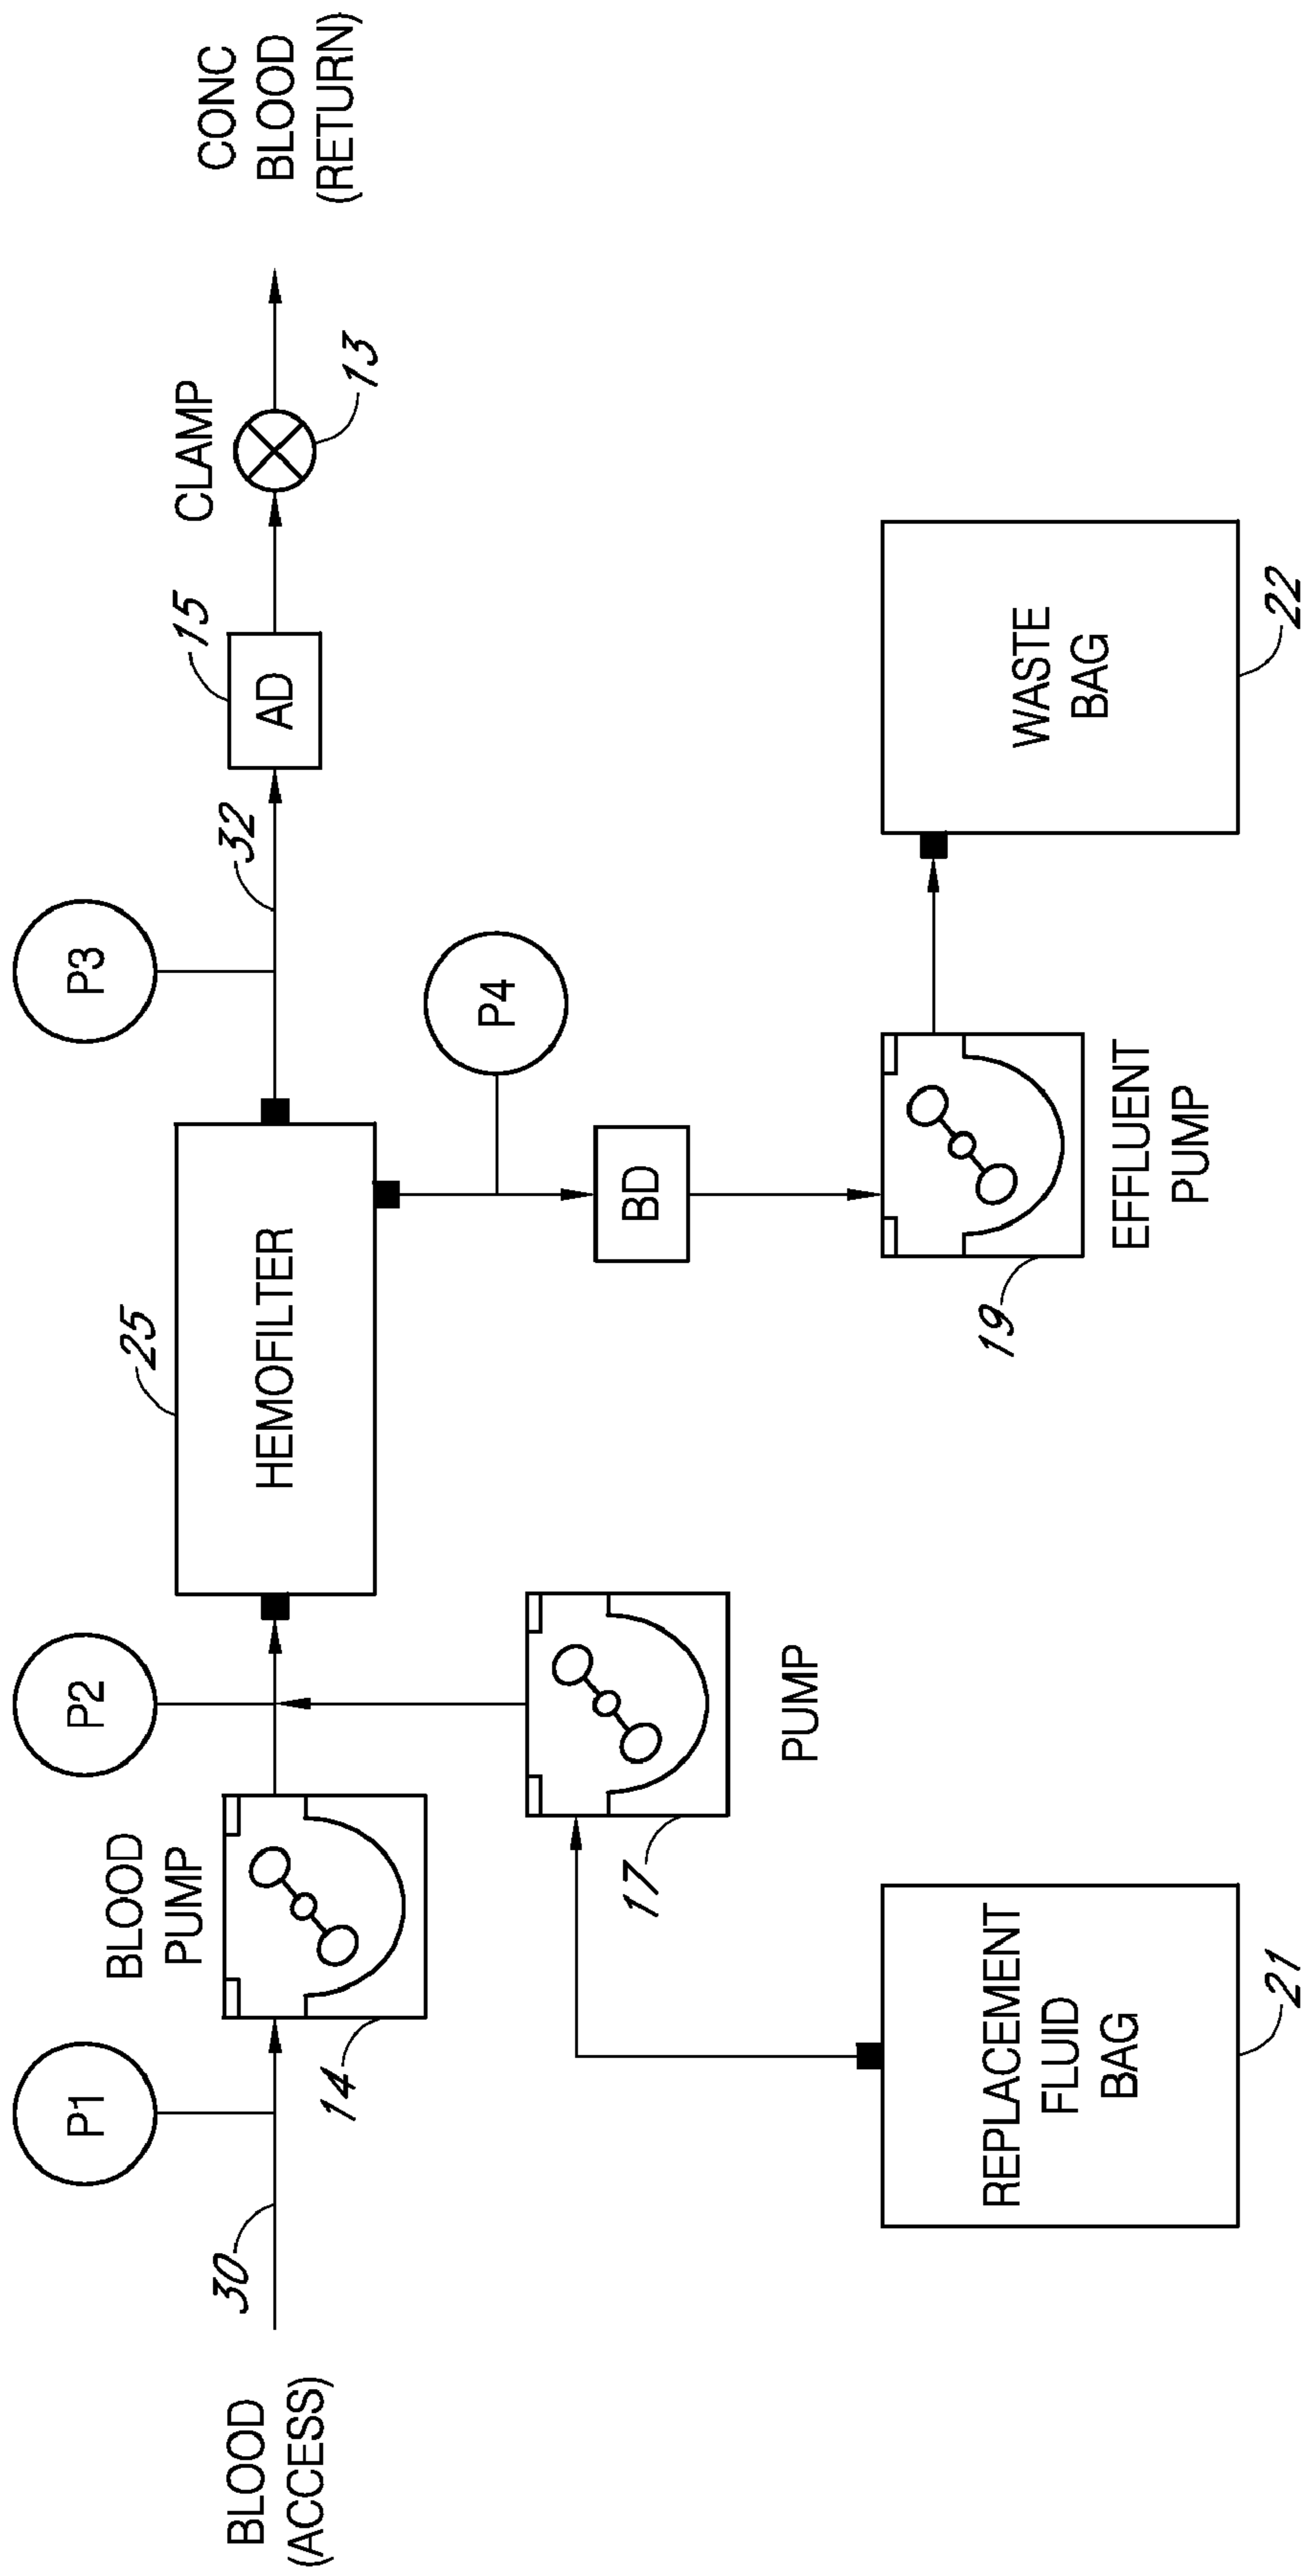 P1
P2
P3
BLOOD
PUMP
25
15
CLAMP
CONC
BLOOD
(RETURN)
BLOOD
(ACCESS)
30
14
HEMOFILTER
32
AD
13
P4
17
PUMP
BD
REPLACEMENT
FLUID
BAG
21
19
EFFLUENT
PUMP
WASTE
BAG
22